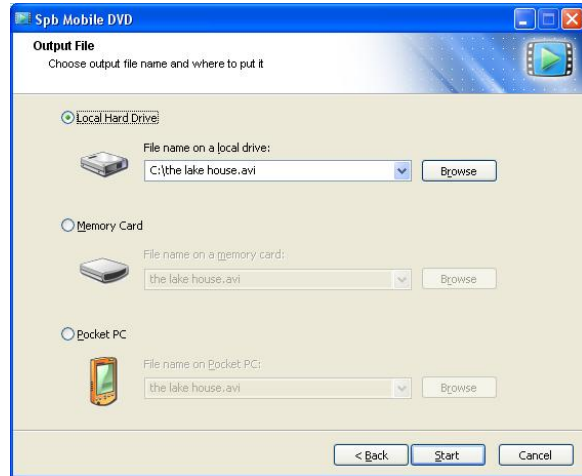 Spb Mobile DVD
Output File
Choose output file name and where to put it
Local Hard Drive
File name on a local drive:
C:\the lake house.avi
Browse
Memory Card
File name on a memory card:
the lake house.avi
Browse
Pocket PC
File name on Pocket PC:
the lake house.avi
Browse
< Back Start Cancel